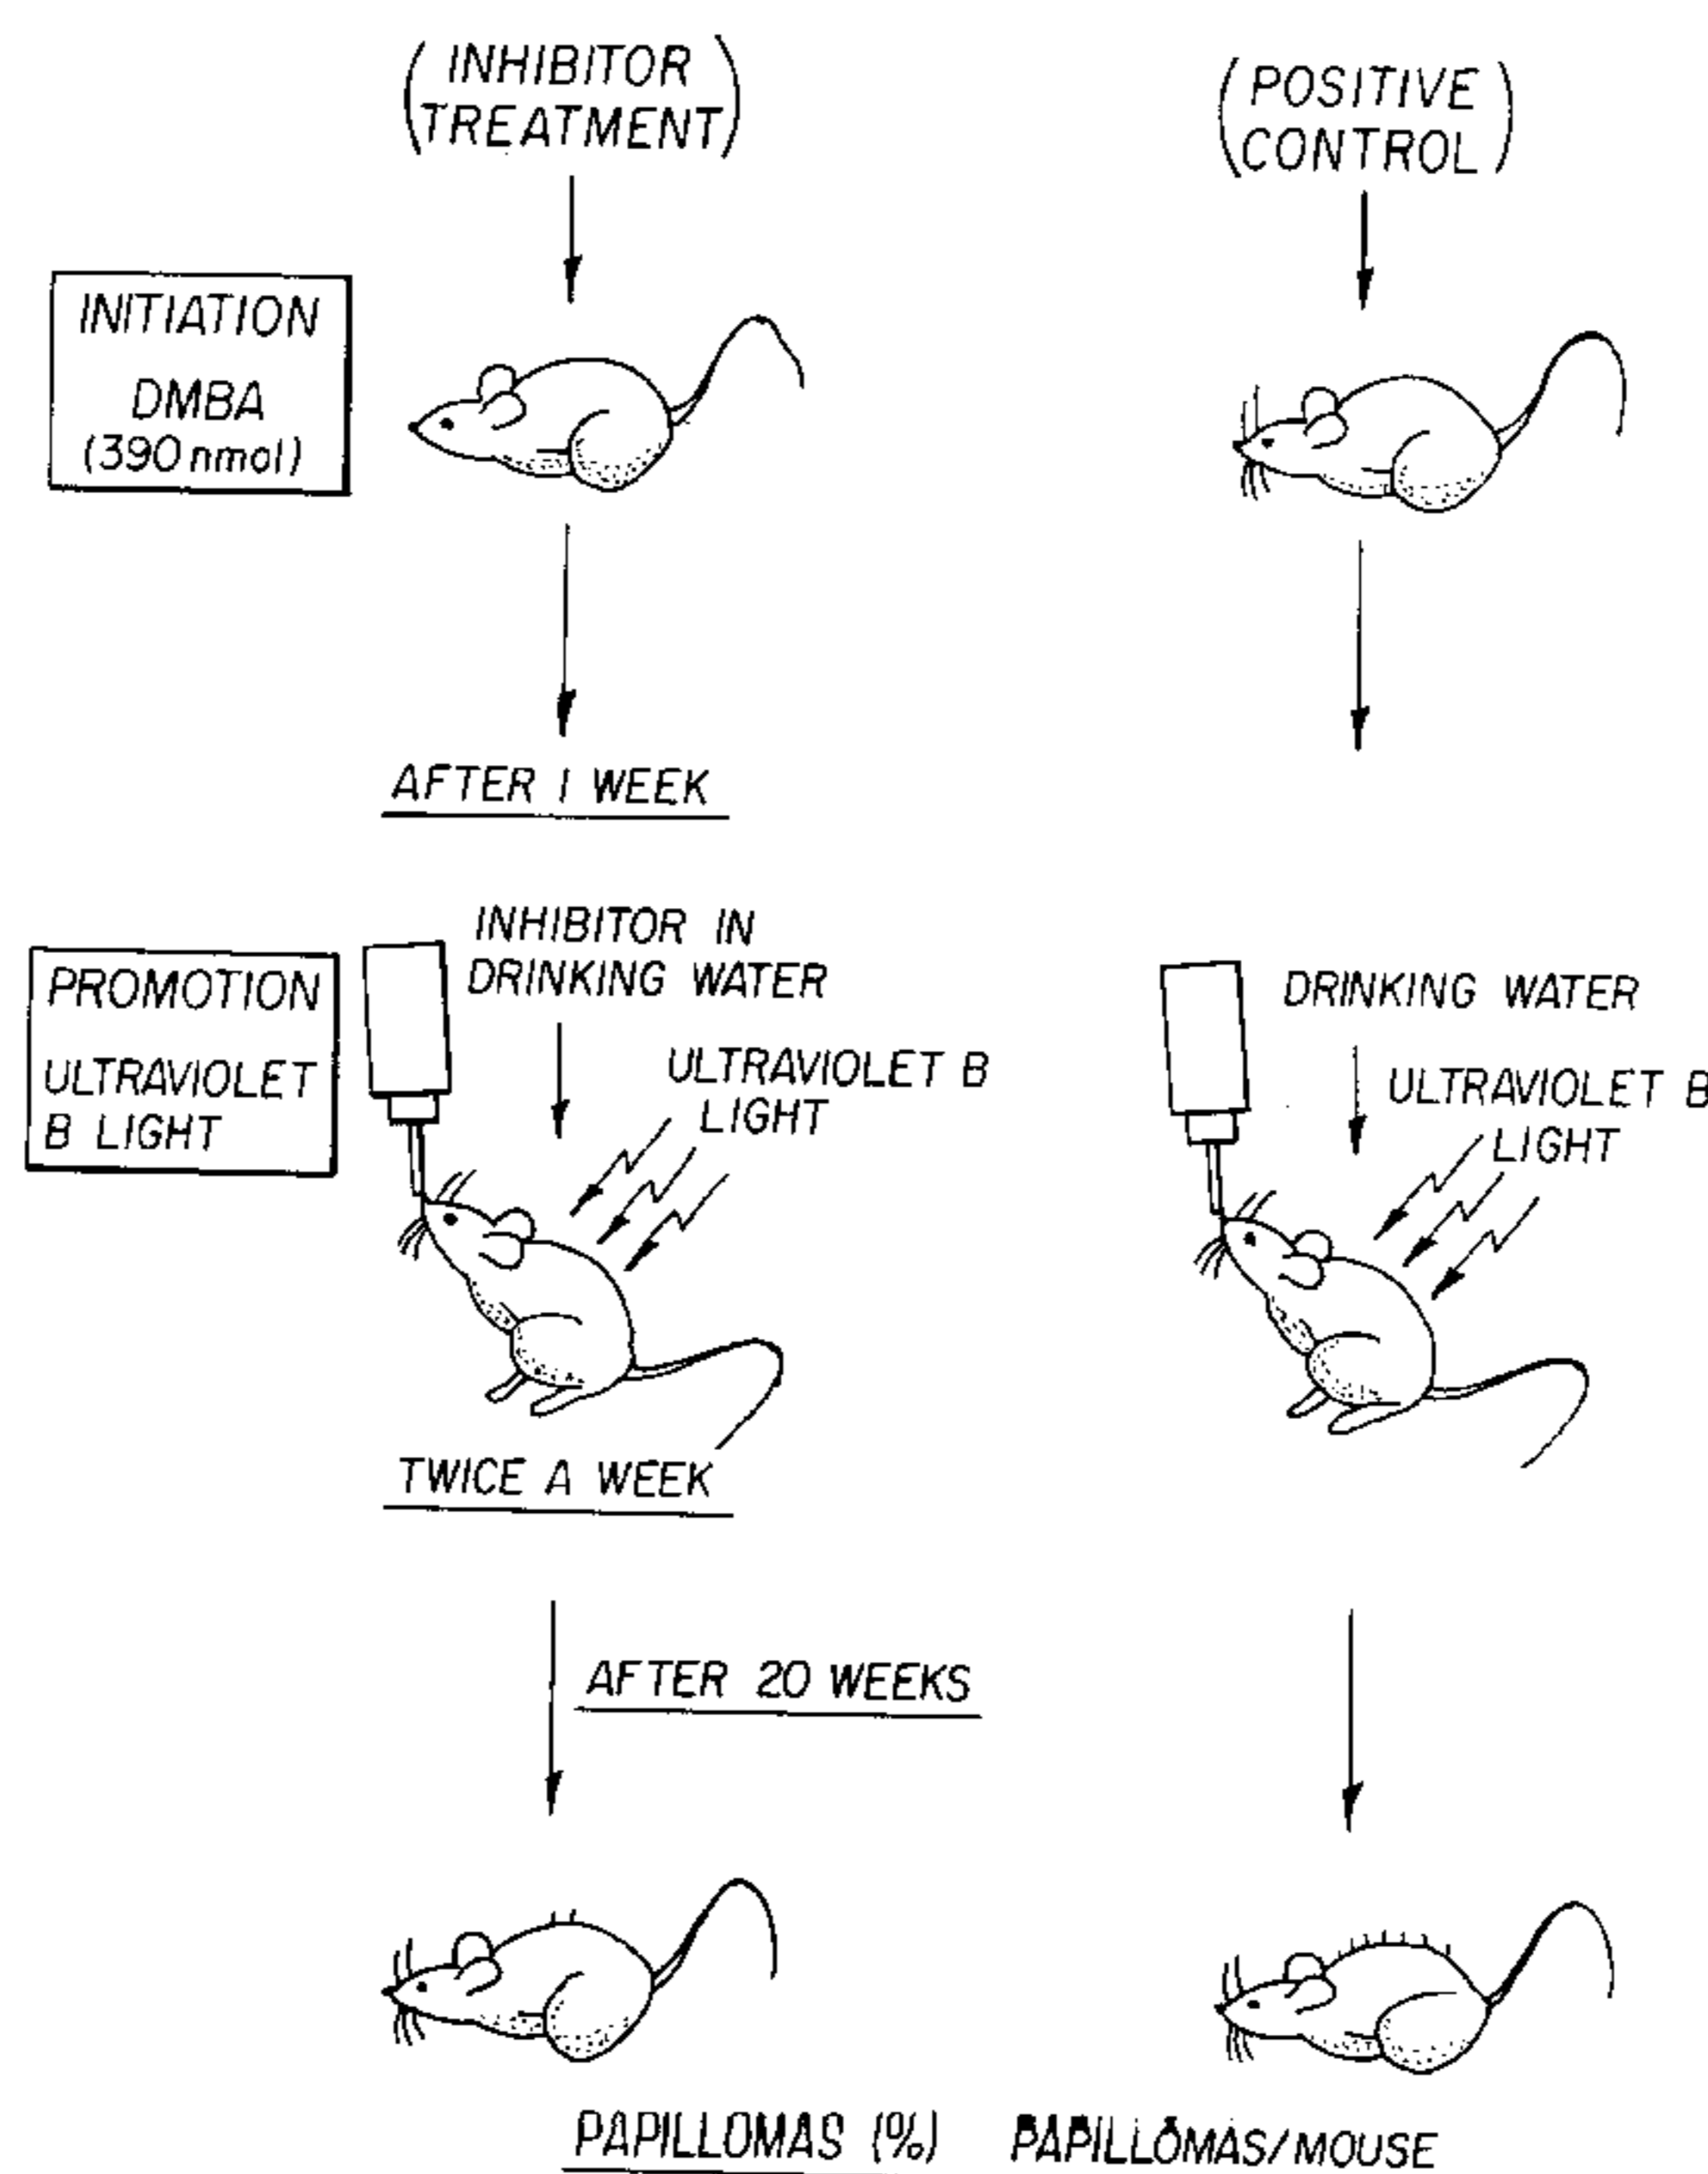 (INHIBITOR
TREATMENT)
(POSITIVE
CONTROL)
INITIATION
DMBA
(390 nmol)
AFTER 1 WEEK
PROMOTION
ULTRAVIOLET
B LIGHT
INHIBITOR IN
DRINKING WATER
ULTRAVIOLET B
LIGHT
DRINKING WATER
ULTRAVIOLET B
LIGHT
TWICE A WEEK
AFTER 20 WEEKS
PAPILLOMAS (%) PAPILLOMAS/MOUSE